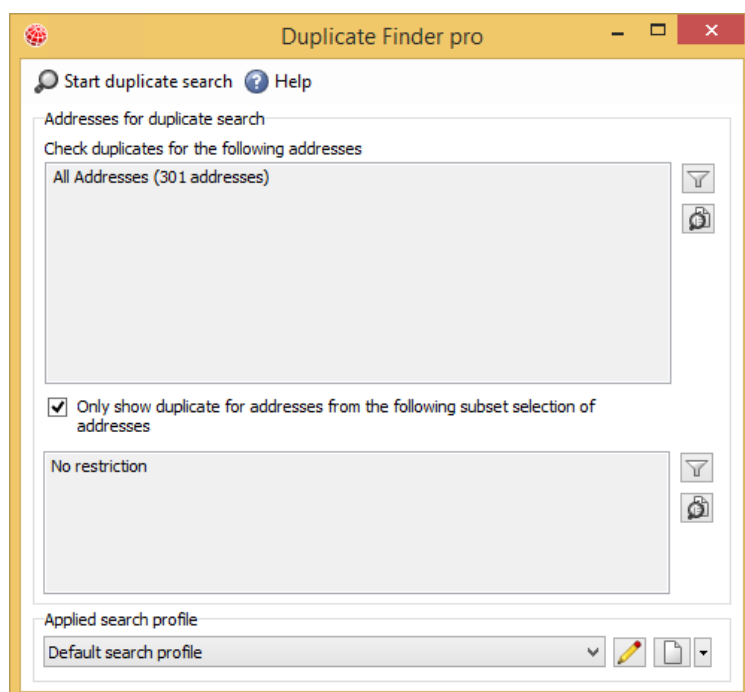 Duplicate Finder pro
Start duplicate search Help
Addresses for duplicate search
Check duplicates for the following addresses
All Addresses (301 addresses)
Only show duplicate for addresses from the following subset selection of
addresses
No restriction
Applied search profile
Default search profile